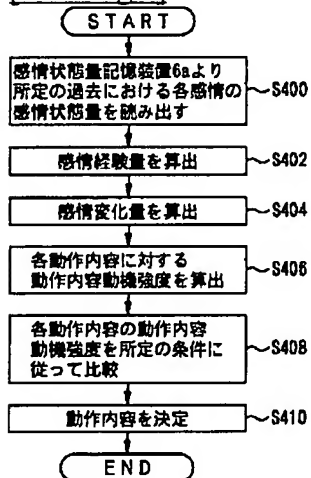 START
感情状態量記憶装置6aより
所定の過去における各感情の
感情状態量を読み出す
S400
感情経験量を算出
S402
感情変化量を算出
S404
各動作内容に対する
動作内容動機強度を算出
S406
各動作内容の動作内容
動機強度を所定の条件に
従って比較
S408
動作内容を決定
S410
END